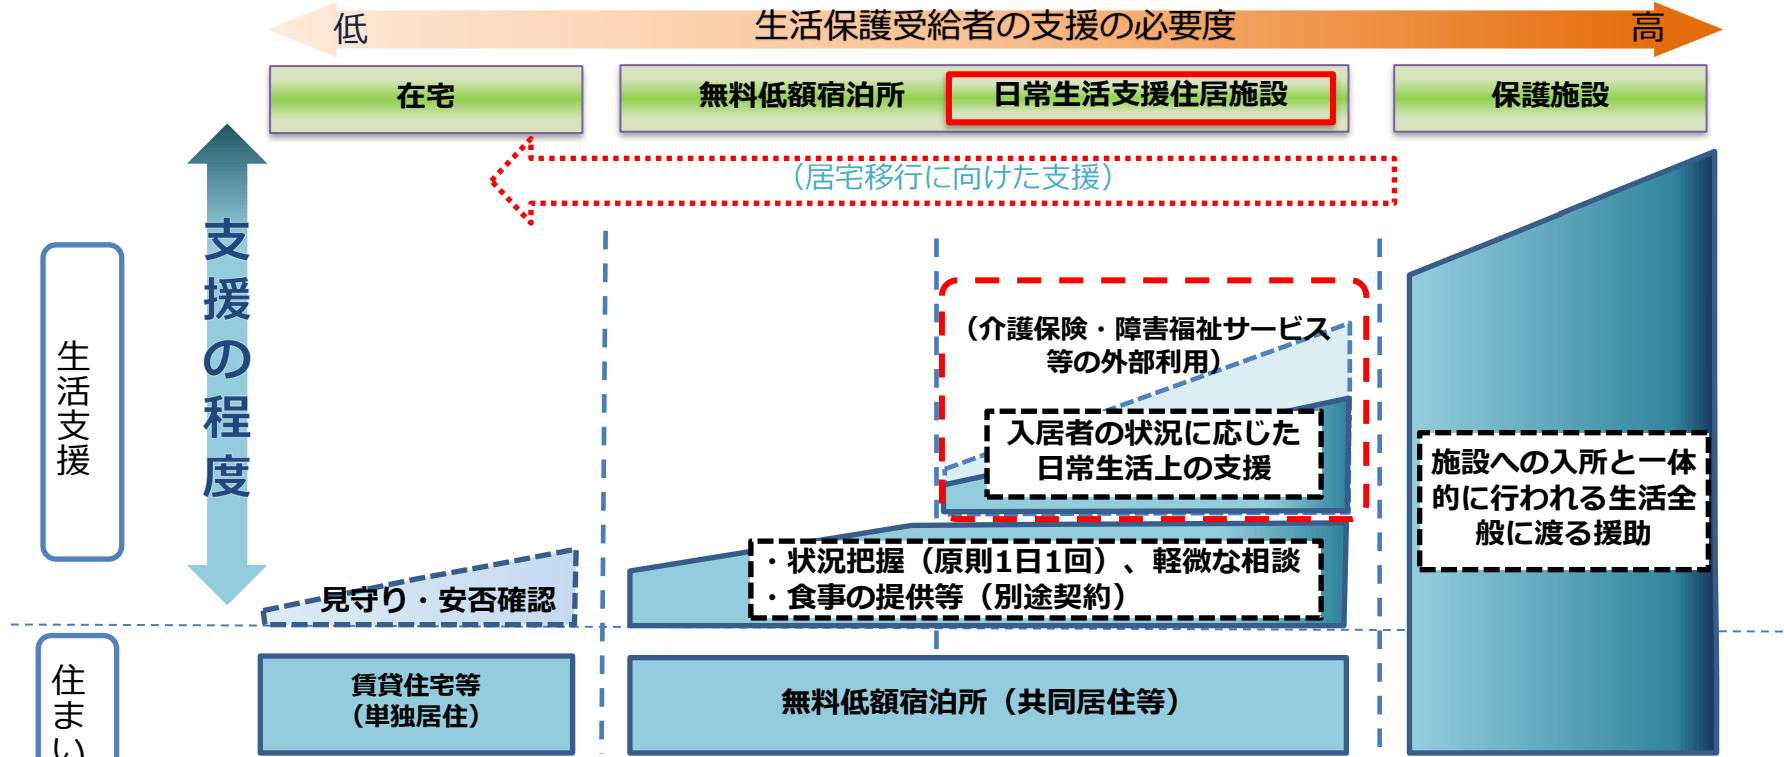 低
生活保護受給者の支援の必要度
高
在宅
無料低額宿泊所
日常生活支援住居施設
保護施設
（居宅移行に向けた支援）
支援の程度
生活支援
（介護保険・障害福祉サービス
等の外部利用）
入居者の状況に応じた
日常生活上の支援
施設への入所と一体
的に行われる生活全
般に渡る援助
・状況把握（原則1日1回）、軽微な相談
・食事の提供等（別途契約）
見守り・安否確認
住まい
賃貸住宅等
（単独居住）
無料低額宿泊所（共同居住等）